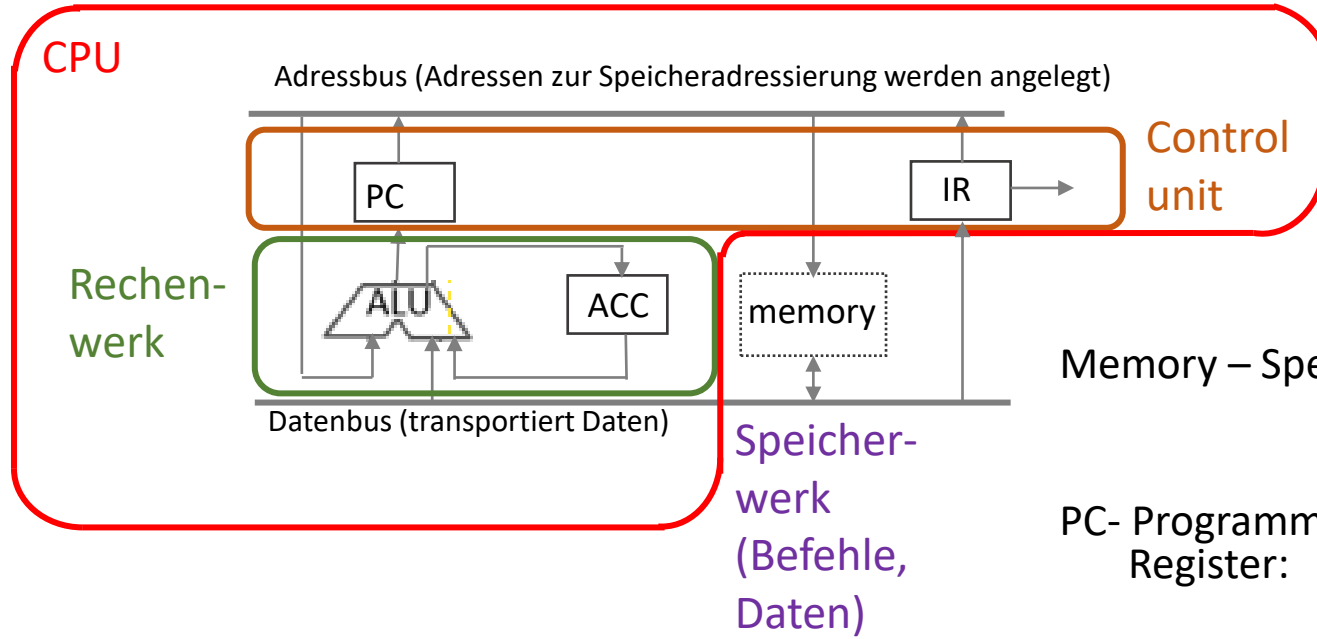 CPU
Adressbus (Adressen zur Speicheradressierung werden angelegt)
Control
unit
PC
IR
Rechen-
werk
ALU
ACC
memory
Memory – Spe
Datenbus (transportiert Daten)
Speicher-
werk
(Befehle,
Daten)
PC- Programm
Register: